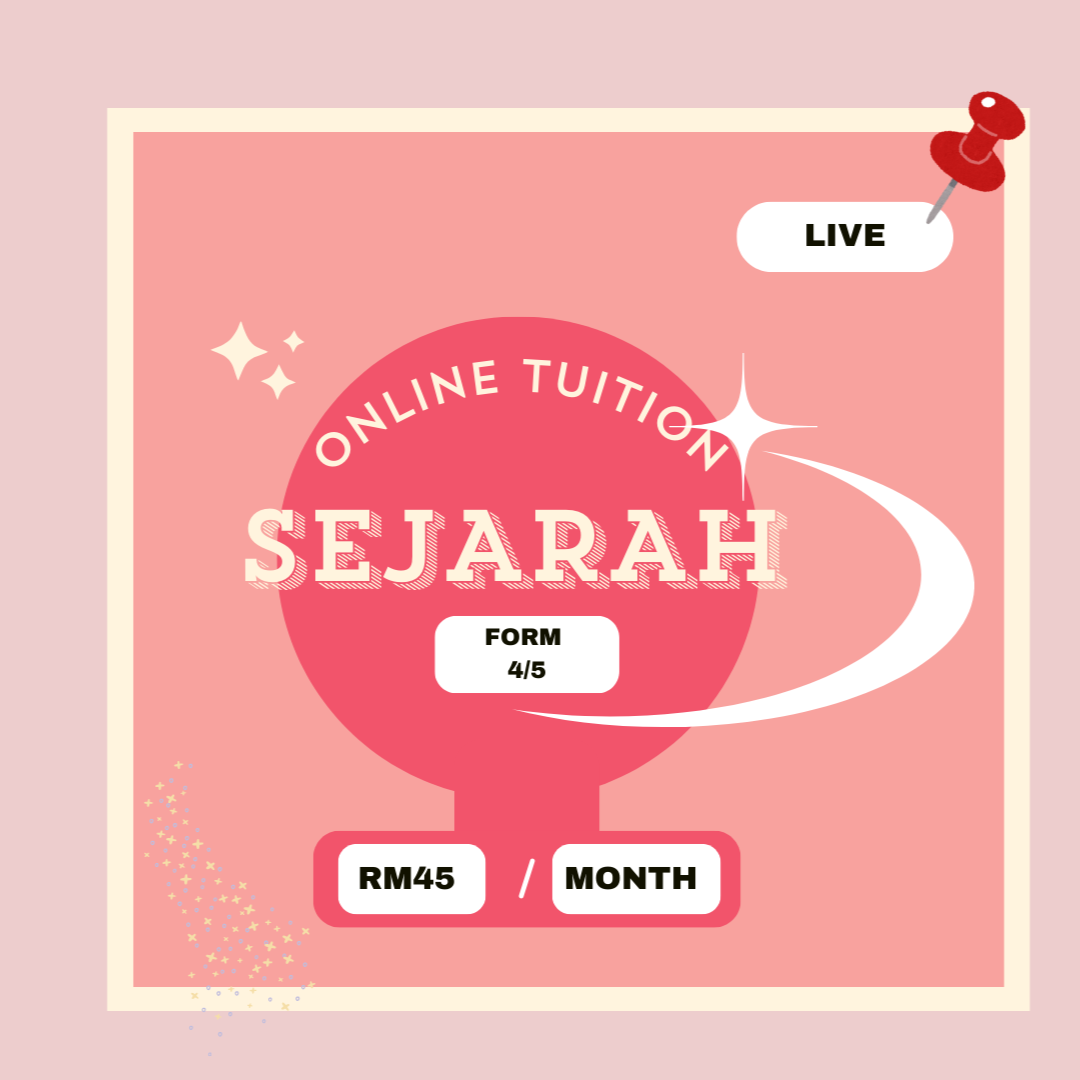 LIVE
ONLINE TUITION
SEJARAH
FORM
4/5
RM45 / MONTH